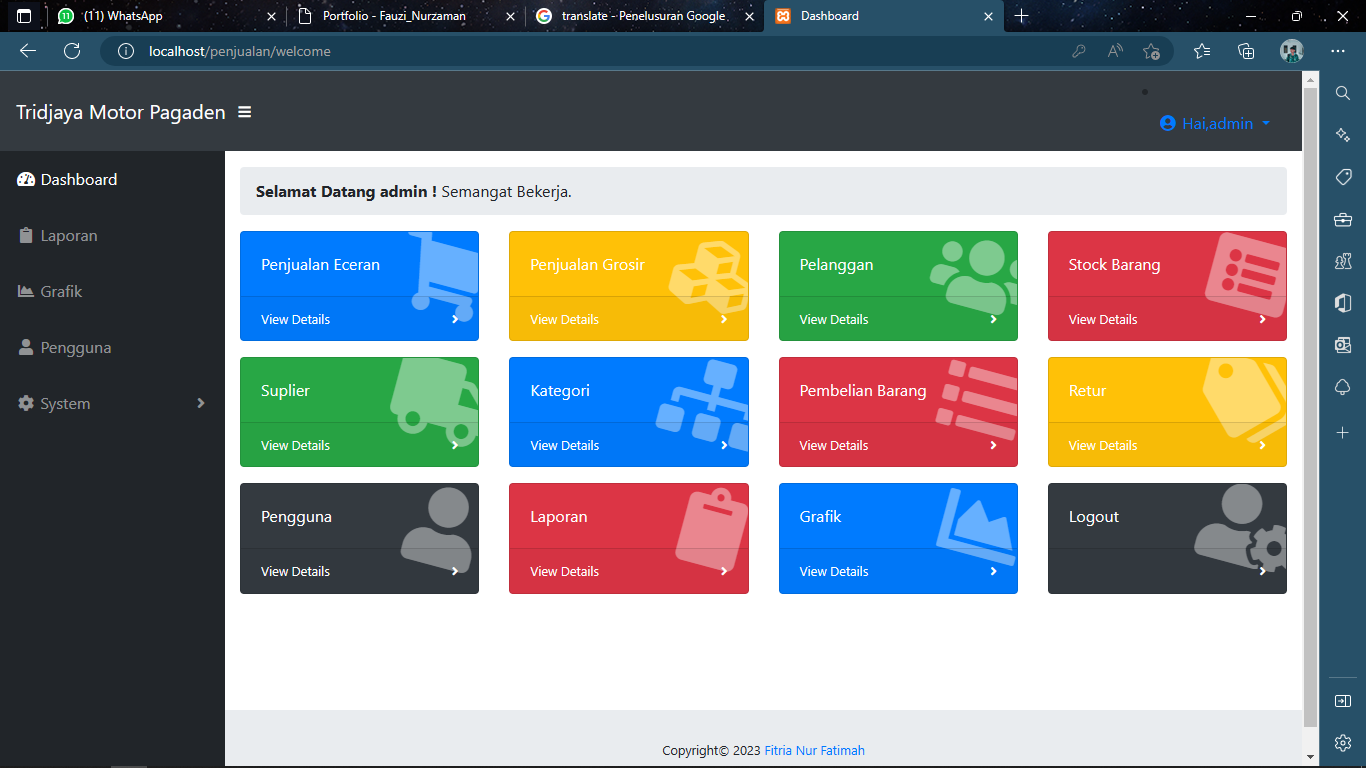 (11) WhatsApp
Portfolio - Fauzi_Nurzaman
translate - Penelusuran Google
Dashboard
localhost/penjualan/welcome
Tridjaya Motor Pagaden
Hai,admin
Dashboard
Laporan
Grafik
Pengguna
System
Selamat Datang admin ! Semangat Bekerja.
Penjualan Eceran
View Details
Penjualan Grosir
View Details
Pelanggan
View Details
Stock Barang
View Details
Suplier
View Details
Kategori
View Details
Pembelian Barang
View Details
Retur
View Details
Pengguna
View Details
Laporan
View Details
Grafik
View Details
Logout
Copyright© 2023 Fitria Nur Fatimah